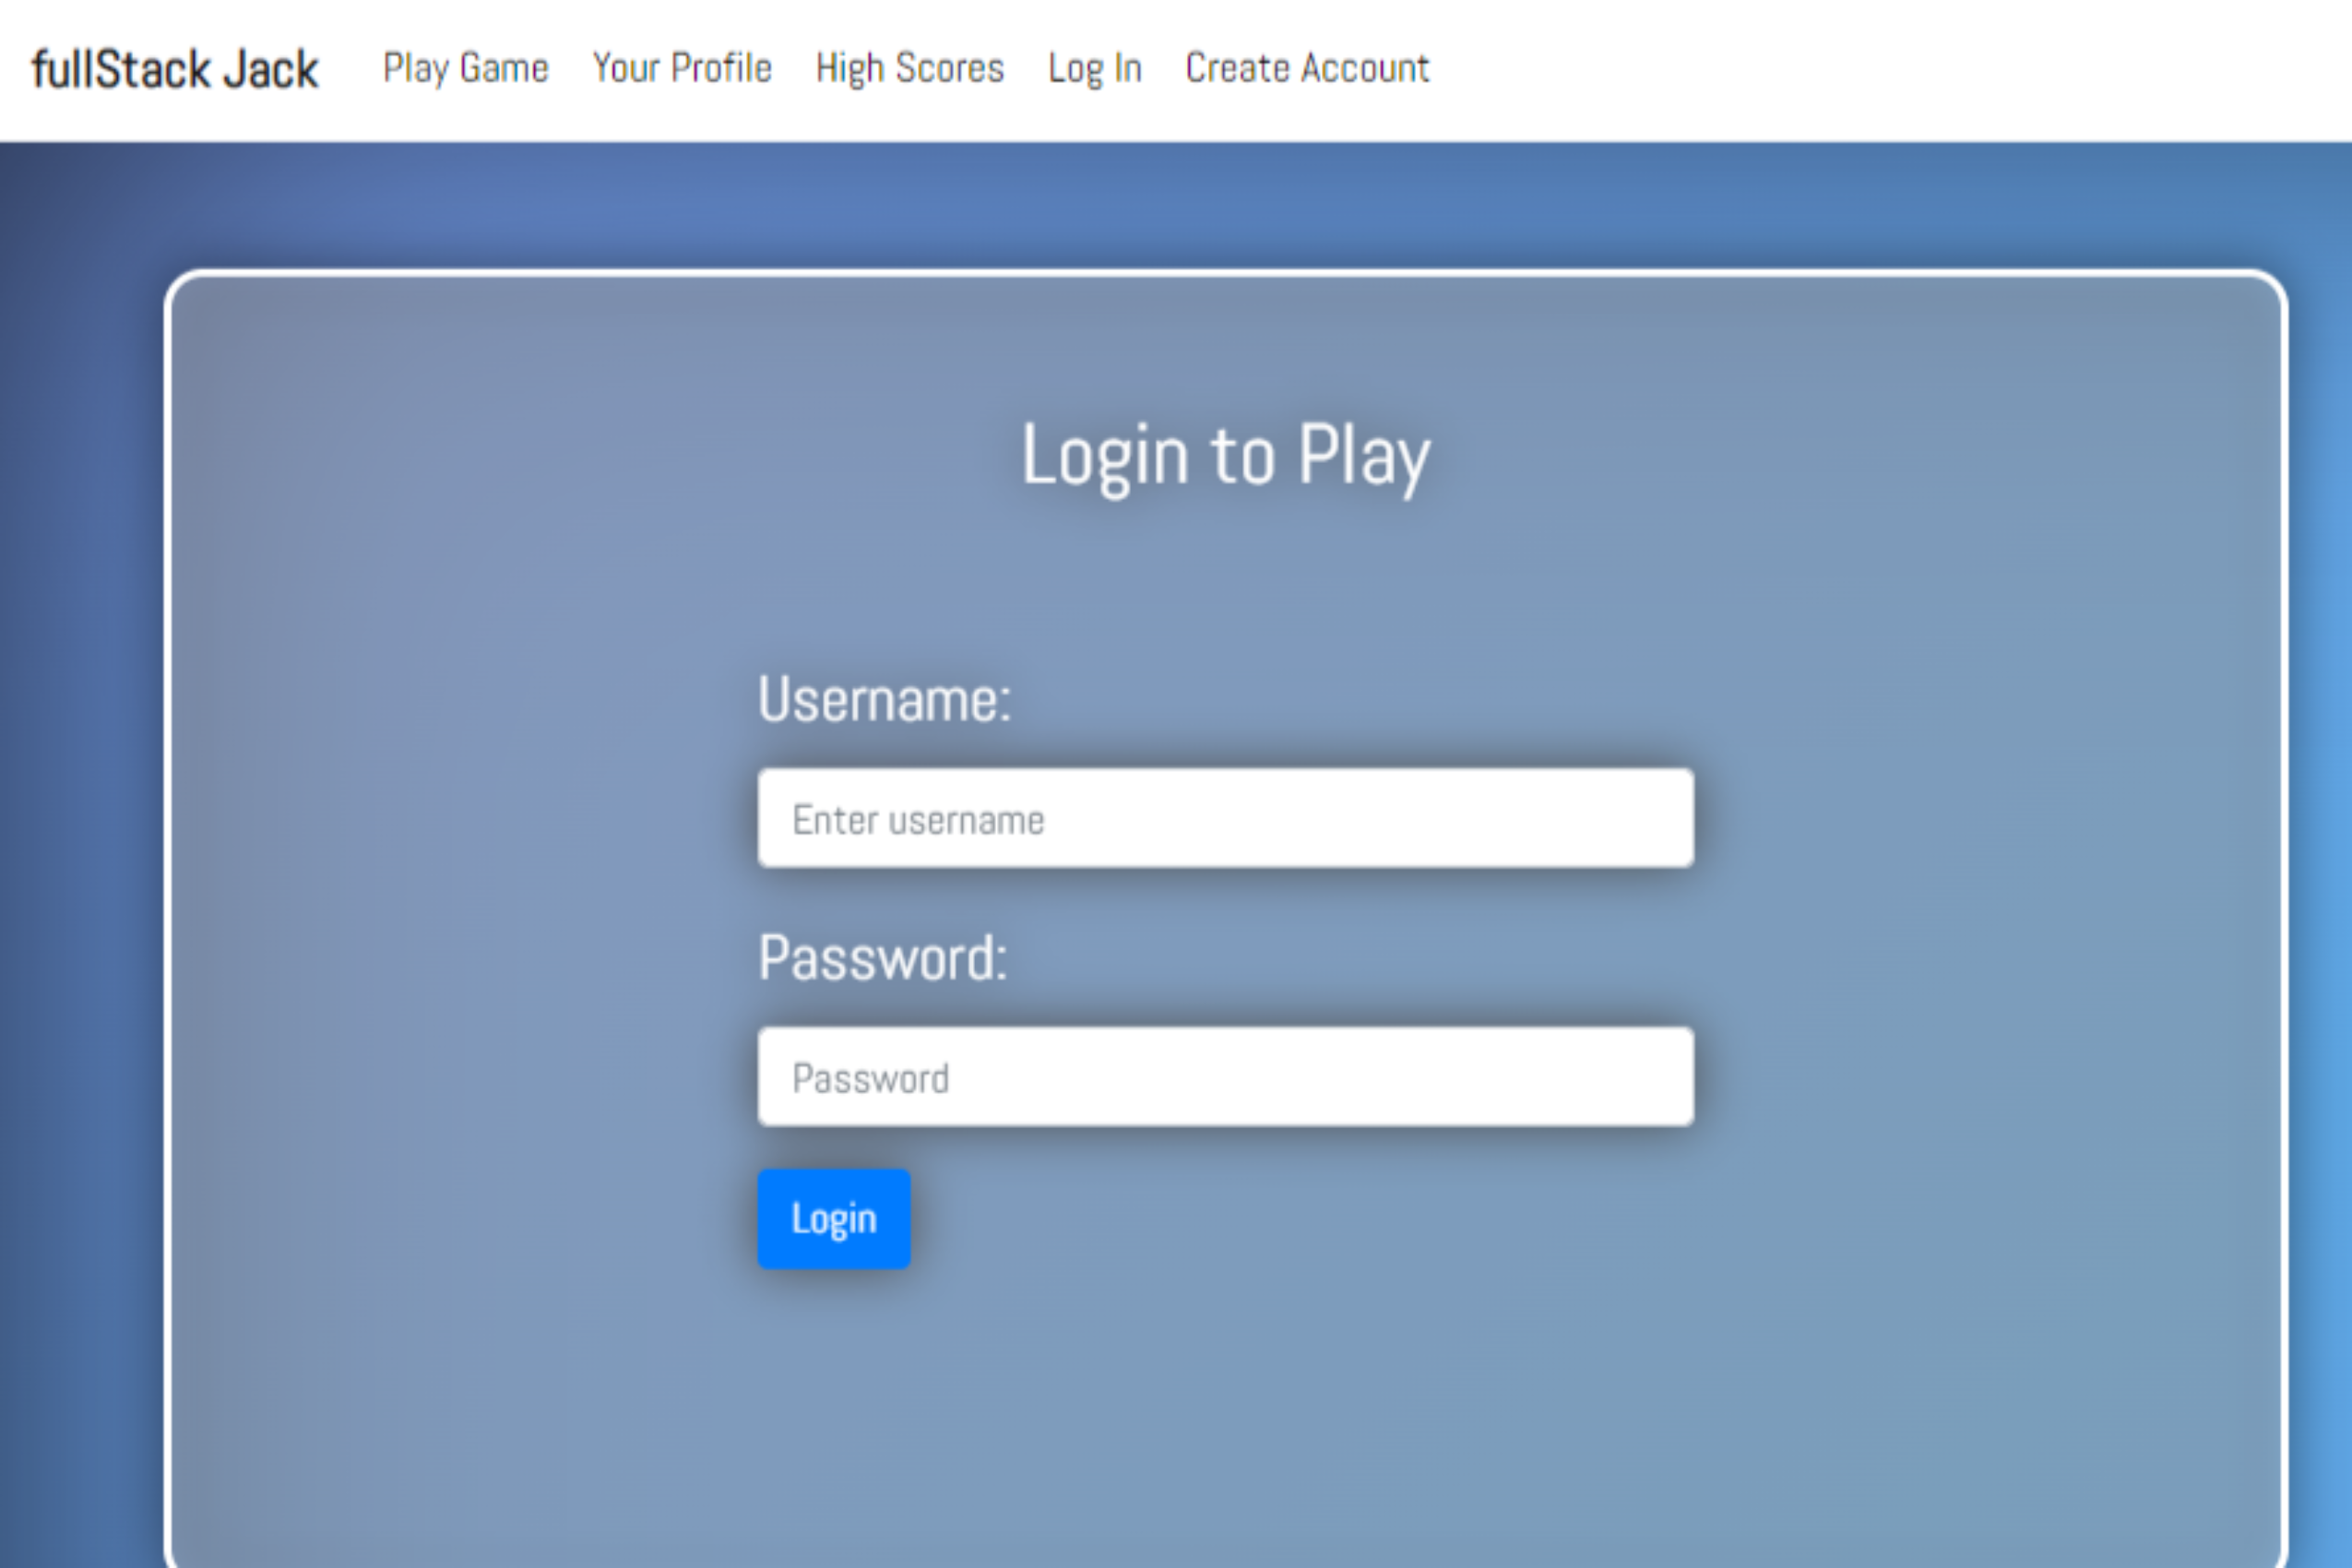 fullStack Jack Play Game Your Profile High Scores Log In Create Account
Login to Play
Username:
Enter username
Password:
Password
Login